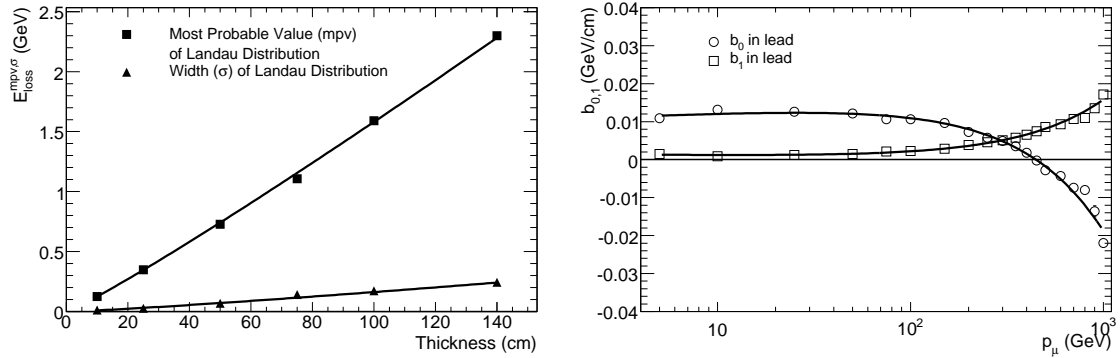 E_loss^mpv,σ (GeV)
2.5
2
1.5
1
0.5
0
Most Probable Value (mpv)
of Landau Distribution
Width (σ) of Landau Distribution
0 20 40 60 80 100 120 140
Thickness (cm)
b_0,1 (GeV/cm)
0.04
0.03
0.02
0.01
0
-0.01
-0.02
-0.03
-0.04
b_0 in lead
b_1 in lead
10 10^2 10^3
p_μ (GeV)